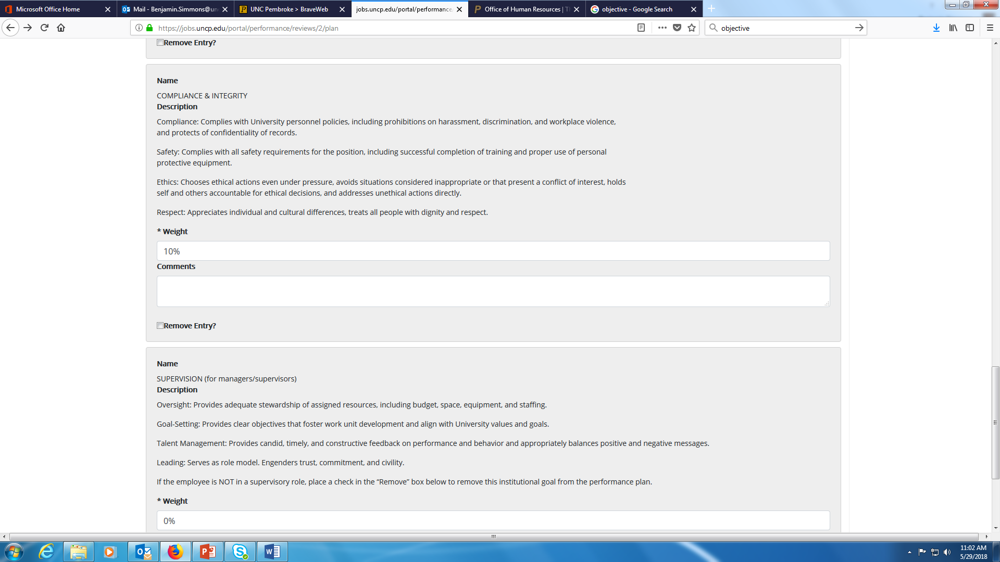 Microsoft Office Home
Mail - Benjamin.Simmons@un
UNC Pembroke > BraveWeb
jobs.uncp.edu/portal/performance
Office of Human Resources | T
objective - Google Search
https://jobs.uncp.edu/portal/performance/reviews/2/plan
objective
Remove Entry?
Name
COMPLIANCE & INTEGRITY
Description
Compliance: Complies with University personnel policies, including prohibitions on harassment, discrimination, and workplace violence,
and protects of confidentiality of records.
Safety: Complies with all safety requirements for the position, including successful completion of training and proper use of personal
protective equipment.
Ethics: Chooses ethical actions even under pressure, avoids situations considered inappropriate or that present a conflict of interest, holds
self and others accountable for ethical decisions, and addresses unethical actions directly.
Respect: Appreciates individual and cultural differences, treats all people with dignity and respect.
* Weight
10%
Comments
Remove Entry?
Name
SUPERVISION (for managers/supervisors)
Description
Oversight: Provides adequate stewardship of assigned resources, including budget, space, equipment, and staffing.
Goal-Setting: Provides clear objectives that foster work unit development and align with University values and goals.
Talent Management: Provides candid, timely, and constructive feedback on performance and behavior and appropriately balances positive and negative messages.
Leading: Serves as role model. Engenders trust, commitment, and civility.
If the employee is NOT in a supervisory role, place a check in the “Remove” box below to remove this institutional goal from the performance plan.
* Weight
0%
11:02 AM
5/29/2018